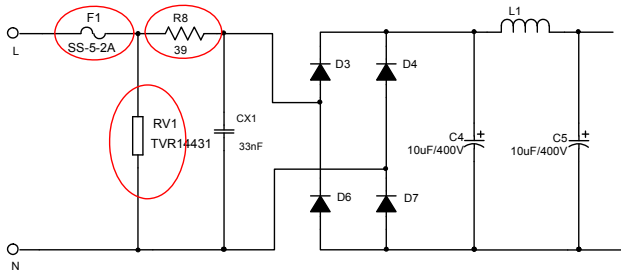 F1
SS-5-2A
R8
39
L1
L
D3
D4
RV1
TVR14431
CX1
33nF
C4
10uF/400V
C5
10uF/400V
D6
D7
N